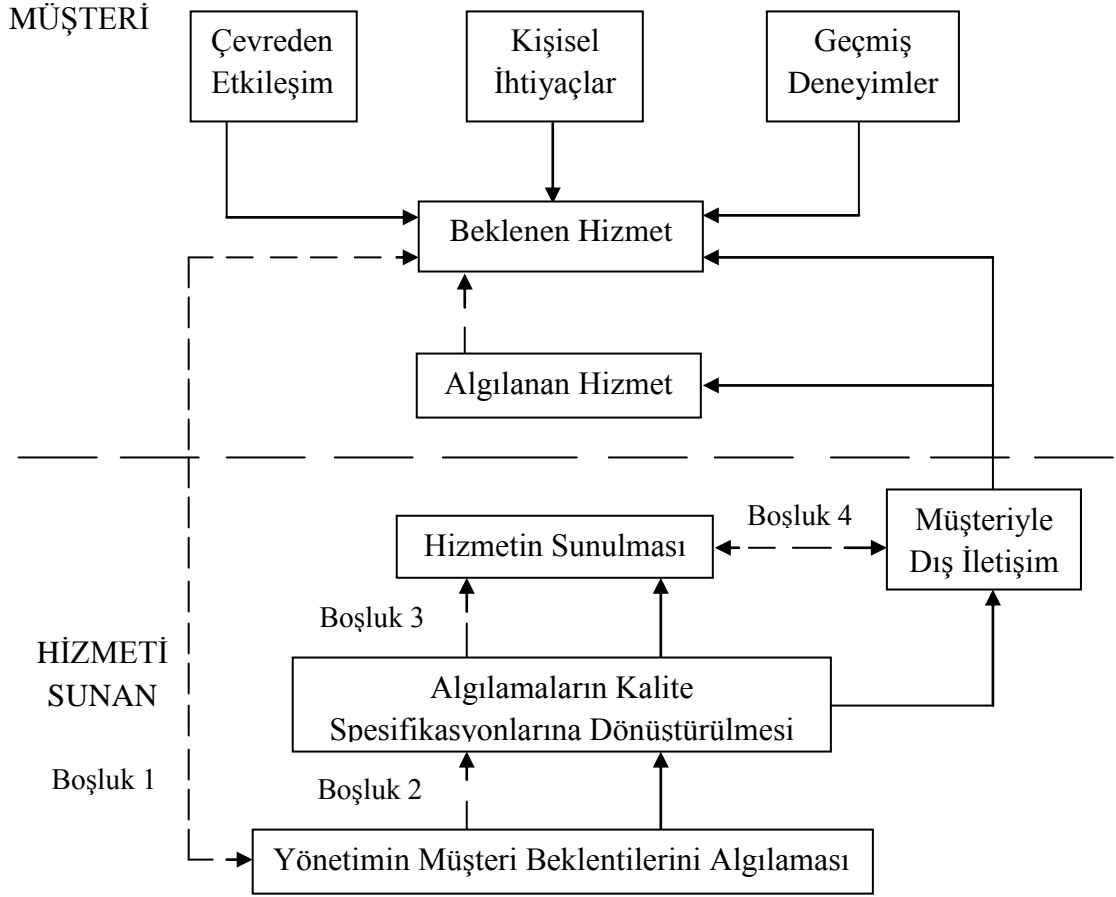 MÜŞTERİ
Çevreden
Etkileşim
Kişisel
İhtiyaçlar
Geçmiş
Deneyimler
Beklenen Hizmet
Algılanan Hizmet
Boşluk 4
Müşteriyle
Dış İletişim
Hizmetin Sunulması
Boşluk 3
HİZMETİ
SUNAN
Algılamaların Kalite
Spesifikasyonlarına Dönüştürülmesi
Boşluk 1
Boşluk 2
Yönetimin Müşteri Beklentilerini Algılaması